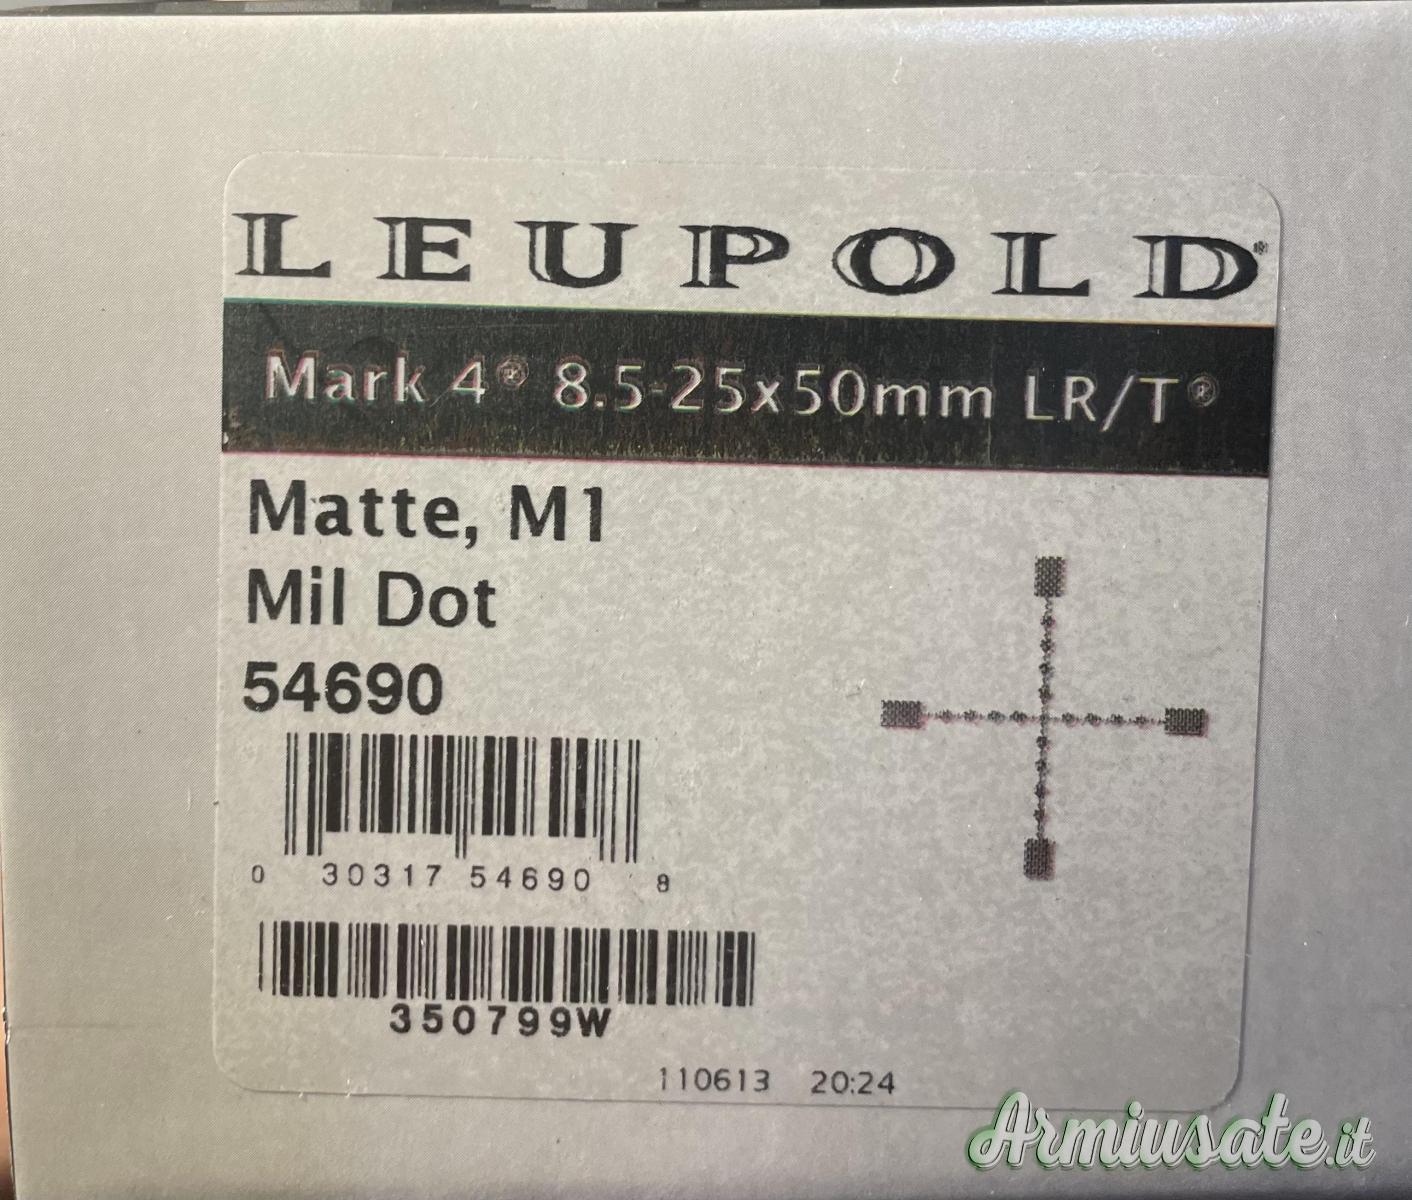 LEUPOLD®
Mark 4® 8.5-25x50mm LR/T®
Matte, M1
Mil Dot
54690
0 30317 54690 8
350799W
110613 20:24
Armiusate.it